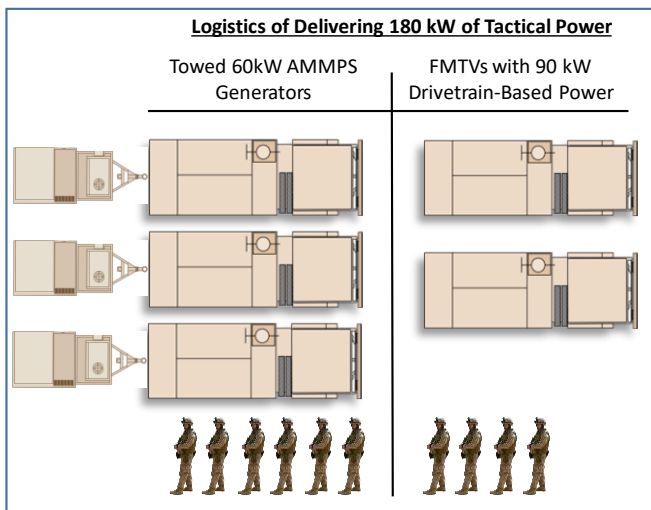 Logistics of Delivering 180 kW of Tactical Power
Towed 60kW AMMPS
Generators
FMTVs with 90 kW
Drivetrain-Based Power